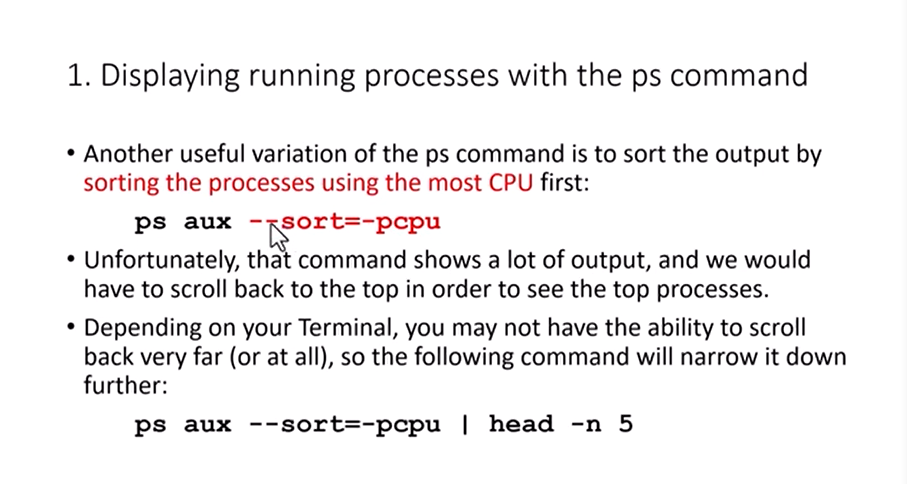 1. Displaying running processes with the ps command
• Another useful variation of the ps command is to sort the output by
sorting the processes using the most CPU first:
ps aux --sort=-pcpu
• Unfortunately, that command shows a lot of output, and we would
have to scroll back to the top in order to see the top processes.
• Depending on your Terminal, you may not have the ability to scroll
back very far (or at all), so the following command will narrow it down
further:
ps aux --sort=-pcpu | head -n 5